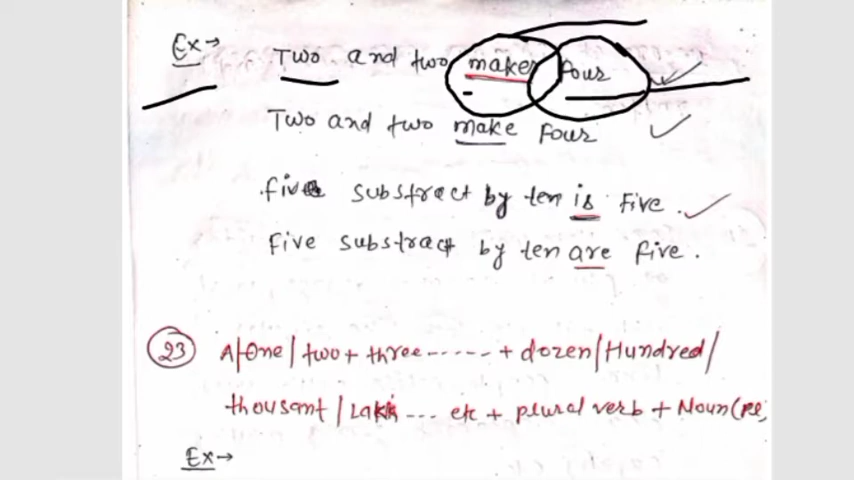 Ex→ Two and two makes four
Two and two make four
five substract by ten is five.
five substract by ten are five.
23 A/One/two+ three------ + dozen/Hundred/
thousant/Lakh --- etc + plural verb + Noun(
Ex→